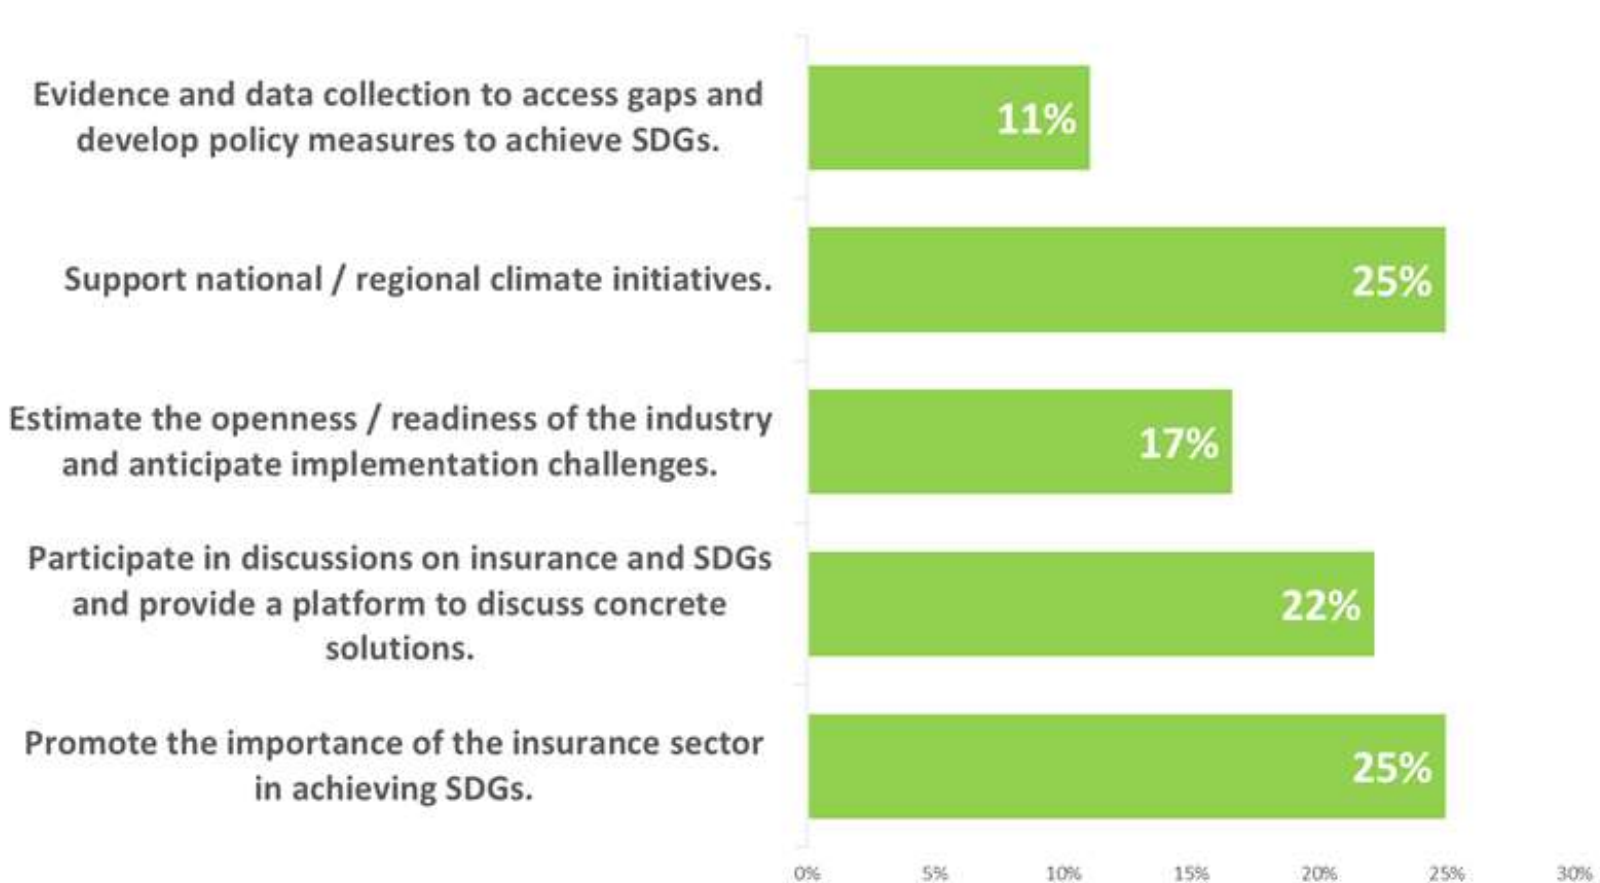 Evidence and data collection to access gaps and
develop policy measures to achieve SDGs.
11%
Support national / regional climate initiatives.
25%
Estimate the openness / readiness of the industry
and anticipate implementation challenges.
17%
Participate in discussions on insurance and SDGs
and provide a platform to discuss concrete
solutions.
22%
Promote the importance of the insurance sector
in achieving SDGs.
25%
0% 5% 10% 15% 20% 25% 30%